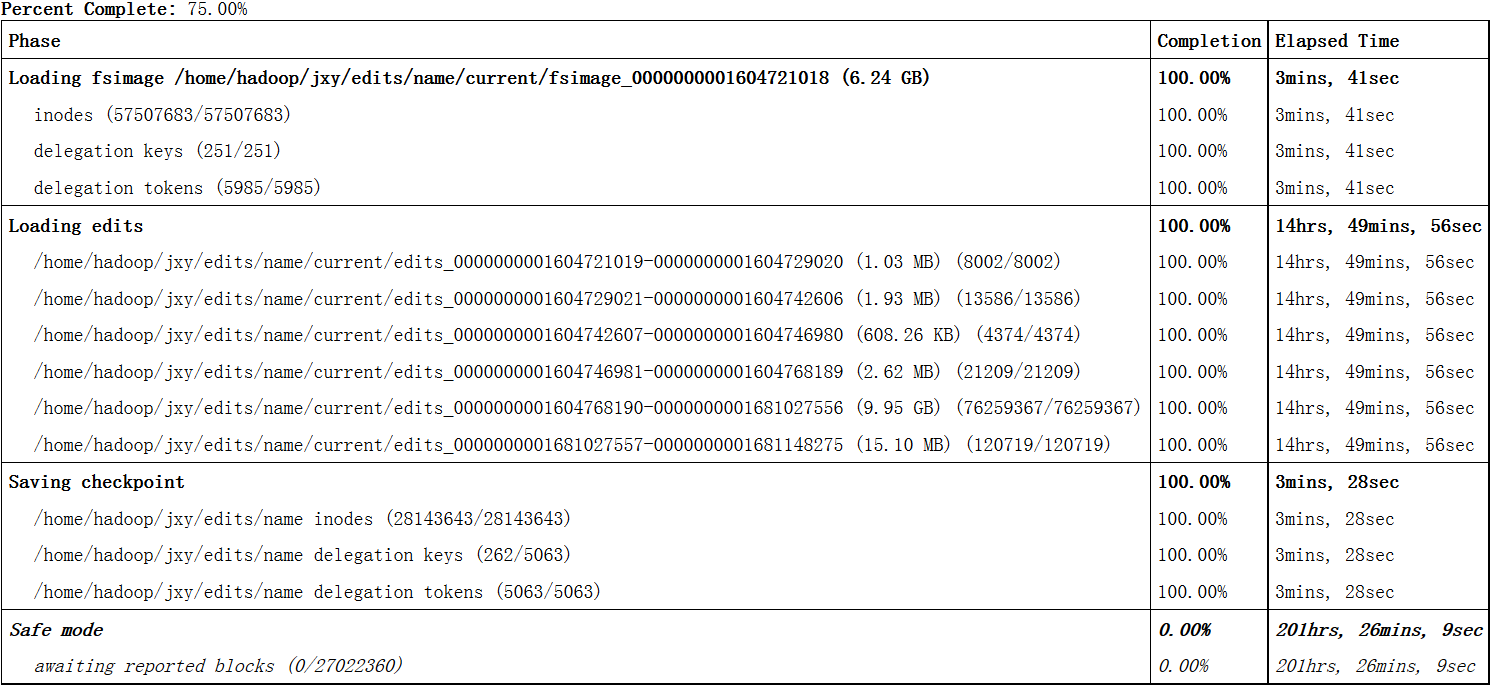 Percent Complete: 75.00%
Phase Completion Elapsed Time
Loading fsimage /home/hadoop/jxy/edits/name/current/fsimage_0000000001604721018 (6.24 GB) 100.00% 3mins, 41sec
inodes (57507683/57507683) 100.00% 3mins, 41sec
delegation keys (251/251) 100.00% 3mins, 41sec
delegation tokens (5985/5985) 100.00% 3mins, 41sec
Loading edits 100.00% 14hrs, 49mins, 56sec
/home/hadoop/jxy/edits/name/current/edits_0000000001604721019-0000000001604729020 (1.03 MB) (8002/8002) 100.00% 14hrs, 49mins, 56sec
/home/hadoop/jxy/edits/name/current/edits_0000000001604729021-0000000001604742606 (1.93 MB) (13586/13586) 100.00% 14hrs, 49mins, 56sec
/home/hadoop/jxy/edits/name/current/edits_0000000001604742607-0000000001604746980 (608.26 KB) (4374/4374) 100.00% 14hrs, 49mins, 56sec
/home/hadoop/jxy/edits/name/current/edits_0000000001604746981-0000000001604768189 (2.62 MB) (21209/21209) 100.00% 14hrs, 49mins, 56sec
/home/hadoop/jxy/edits/name/current/edits_0000000001604768190-0000000001681027556 (9.95 GB) (76259367/76259367) 100.00% 14hrs, 49mins, 56sec
/home/hadoop/jxy/edits/name/current/edits_0000000001681027557-0000000001681148275 (15.10 MB) (120719/120719) 100.00% 14hrs, 49mins, 56sec
Saving checkpoint 100.00% 3mins, 28sec
/home/hadoop/jxy/edits/name inodes (28143643/28143643) 100.00% 3mins, 28sec
/home/hadoop/jxy/edits/name delegation keys (262/5063) 100.00% 3mins, 28sec
/home/hadoop/jxy/edits/name delegation tokens (5063/5063) 100.00% 3mins, 28sec
Safe mode 0.00% 201hrs, 26mins, 9sec
awaiting reported blocks (0/27022360) 0.00% 201hrs, 26mins, 9sec